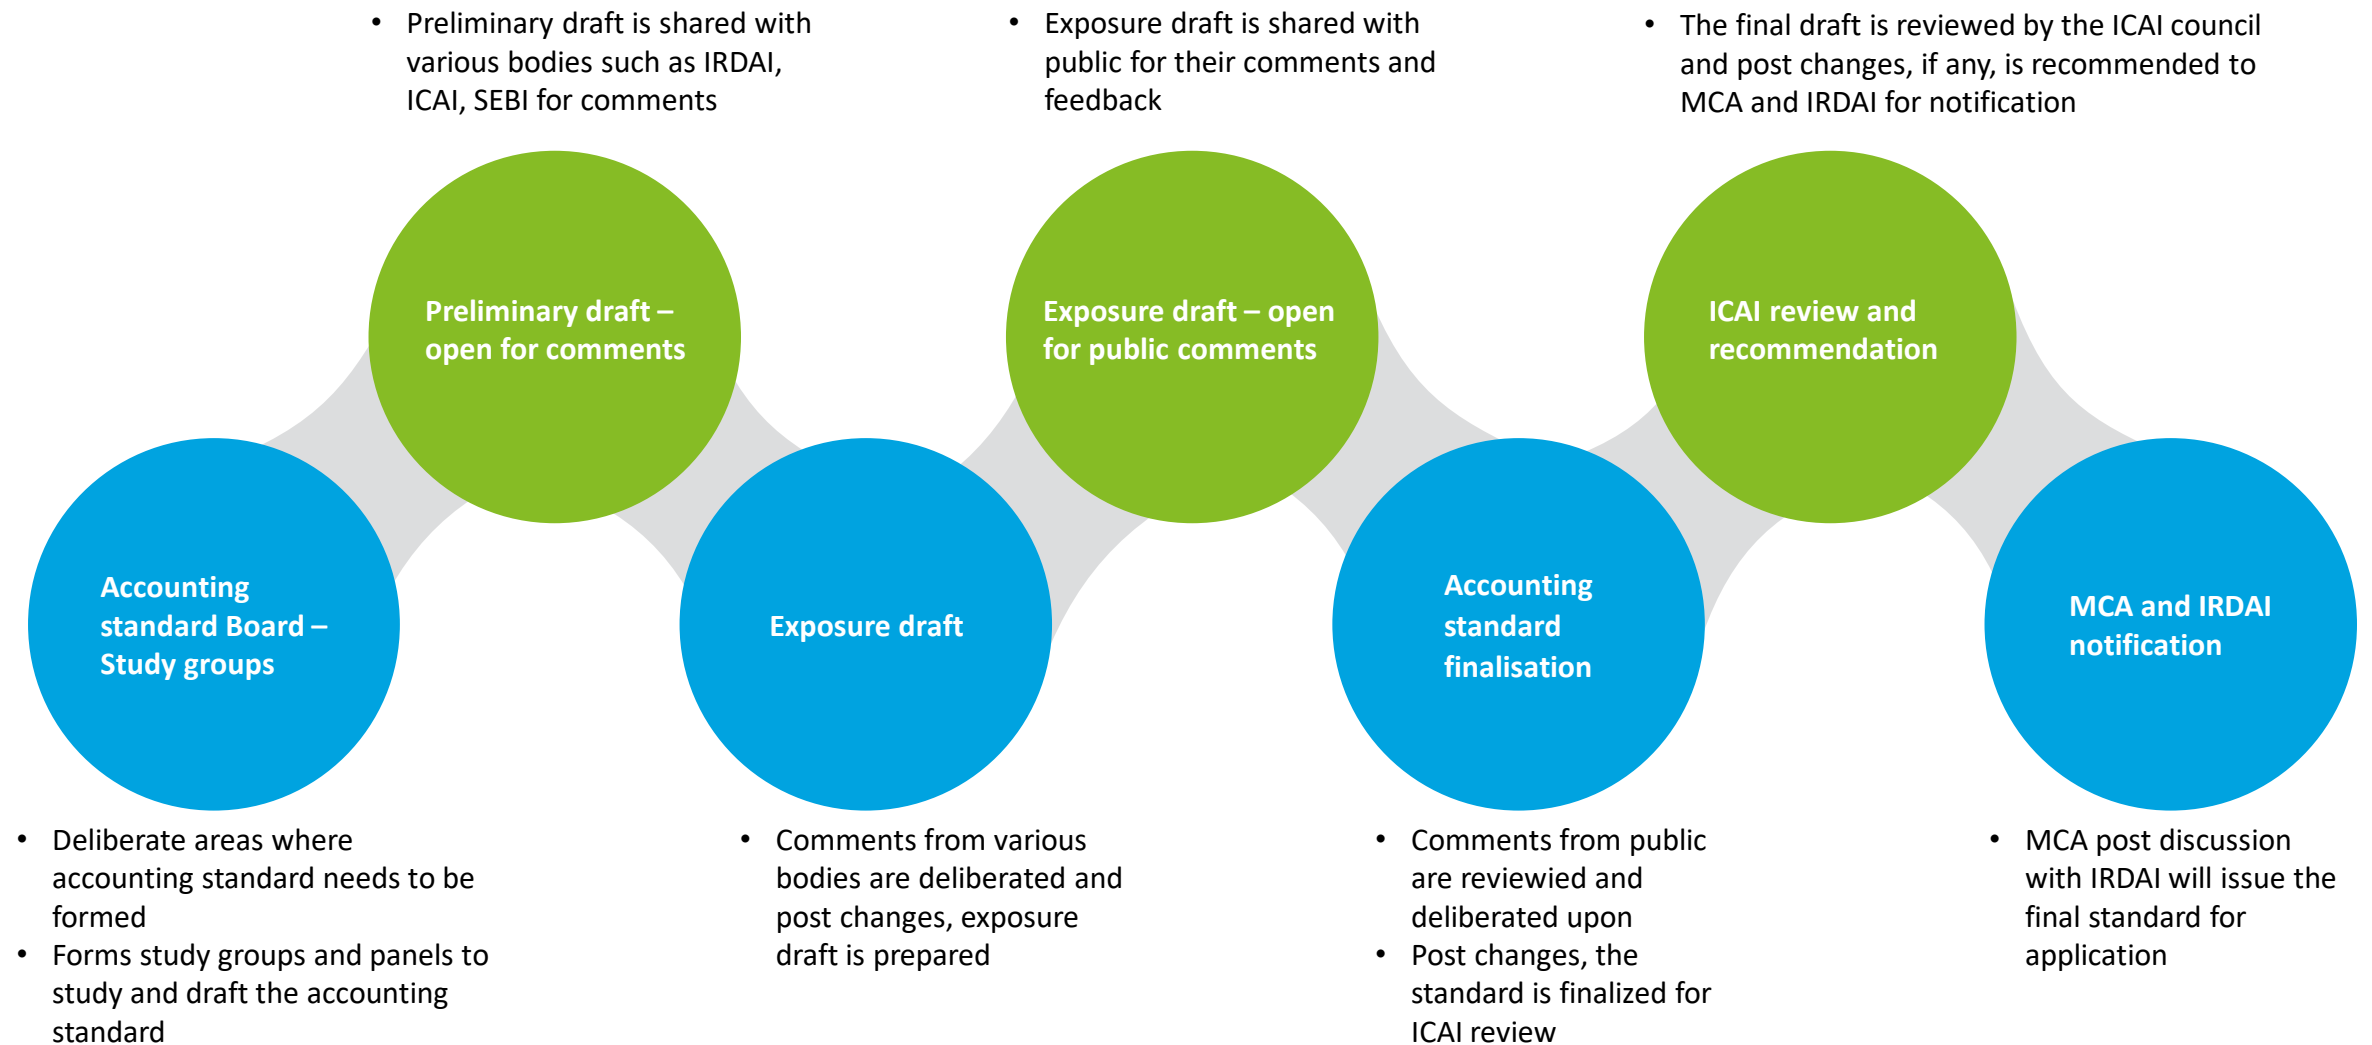 • Preliminary draft is shared with
various bodies such as IRDAI,
ICAI, SEBI for comments
• Exposure draft is shared with
public for their comments and
feedback
• The final draft is reviewed by the ICAI council
and post changes, if any, is recommended to
MCA and IRDAI for notification
Preliminary draft –
open for comments
Exposure draft – open
for public comments
ICAI review and
recommendation
Accounting
standard Board –
Study groups
Exposure draft
Accounting
standard
finalisation
MCA and IRDAI
notification
• Deliberate areas where
accounting standard needs to be
formed
• Forms study groups and panels to
study and draft the accounting
standard
• Comments from various
bodies are deliberated and
post changes, exposure
draft is prepared
• Comments from public
are reviewied and
deliberated upon
• Post changes, the
standard is finalized for
ICAI review
• MCA post discussion
with IRDAI will issue the
final standard for
application